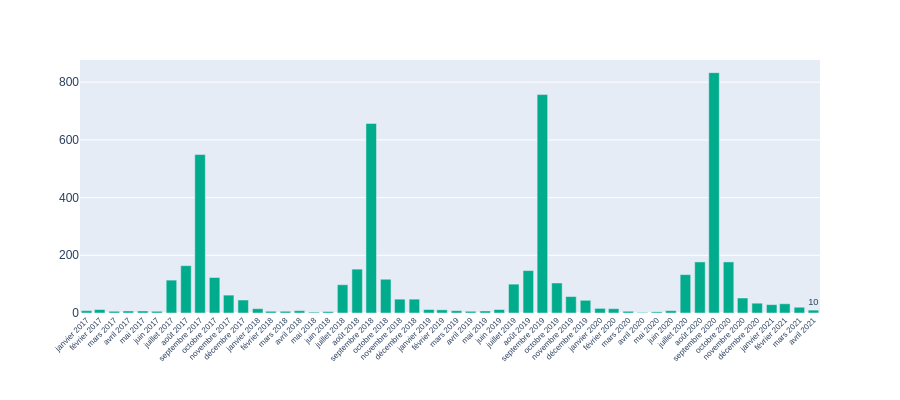 800
600
400
200
0
10
janvier 2017
février 2017
mars 2017
avril 2017
mai 2017
juin 2017
juillet 2017
août 2017
septembre 2017
octobre 2017
novembre 2017
décembre 2017
janvier 2018
février 2018
mars 2018
avril 2018
mai 2018
juin 2018
juillet 2018
août 2018
septembre 2018
octobre 2018
novembre 2018
décembre 2018
janvier 2019
février 2019
mars 2019
avril 2019
mai 2019
juin 2019
juillet 2019
août 2019
septembre 2019
octobre 2019
novembre 2019
décembre 2019
janvier 2020
février 2020
mars 2020
avril 2020
mai 2020
juin 2020
juillet 2020
août 2020
septembre 2020
octobre 2020
novembre 2020
décembre 2020
janvier 2021
février 2021
mars 2021
avril 2021